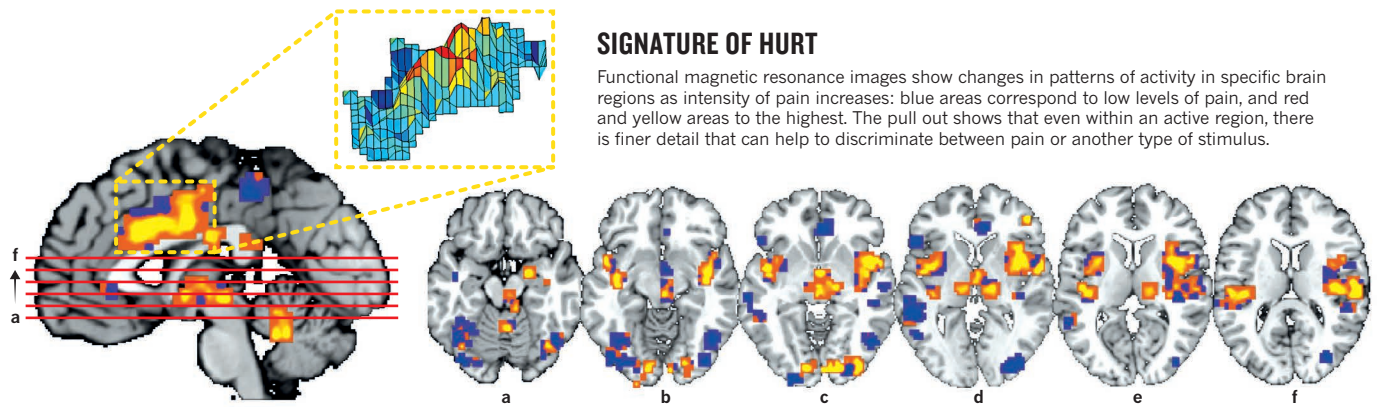 SIGNATURE OF HURT
Functional magnetic resonance images show changes in patterns of activity in specific brain
regions as intensity of pain increases: blue areas correspond to low levels of pain, and red
and yellow areas to the highest. The pull out shows that even within an active region, there
is finer detail that can help to discriminate between pain or another type of stimulus.
f
a
a
b
c
d
e
f